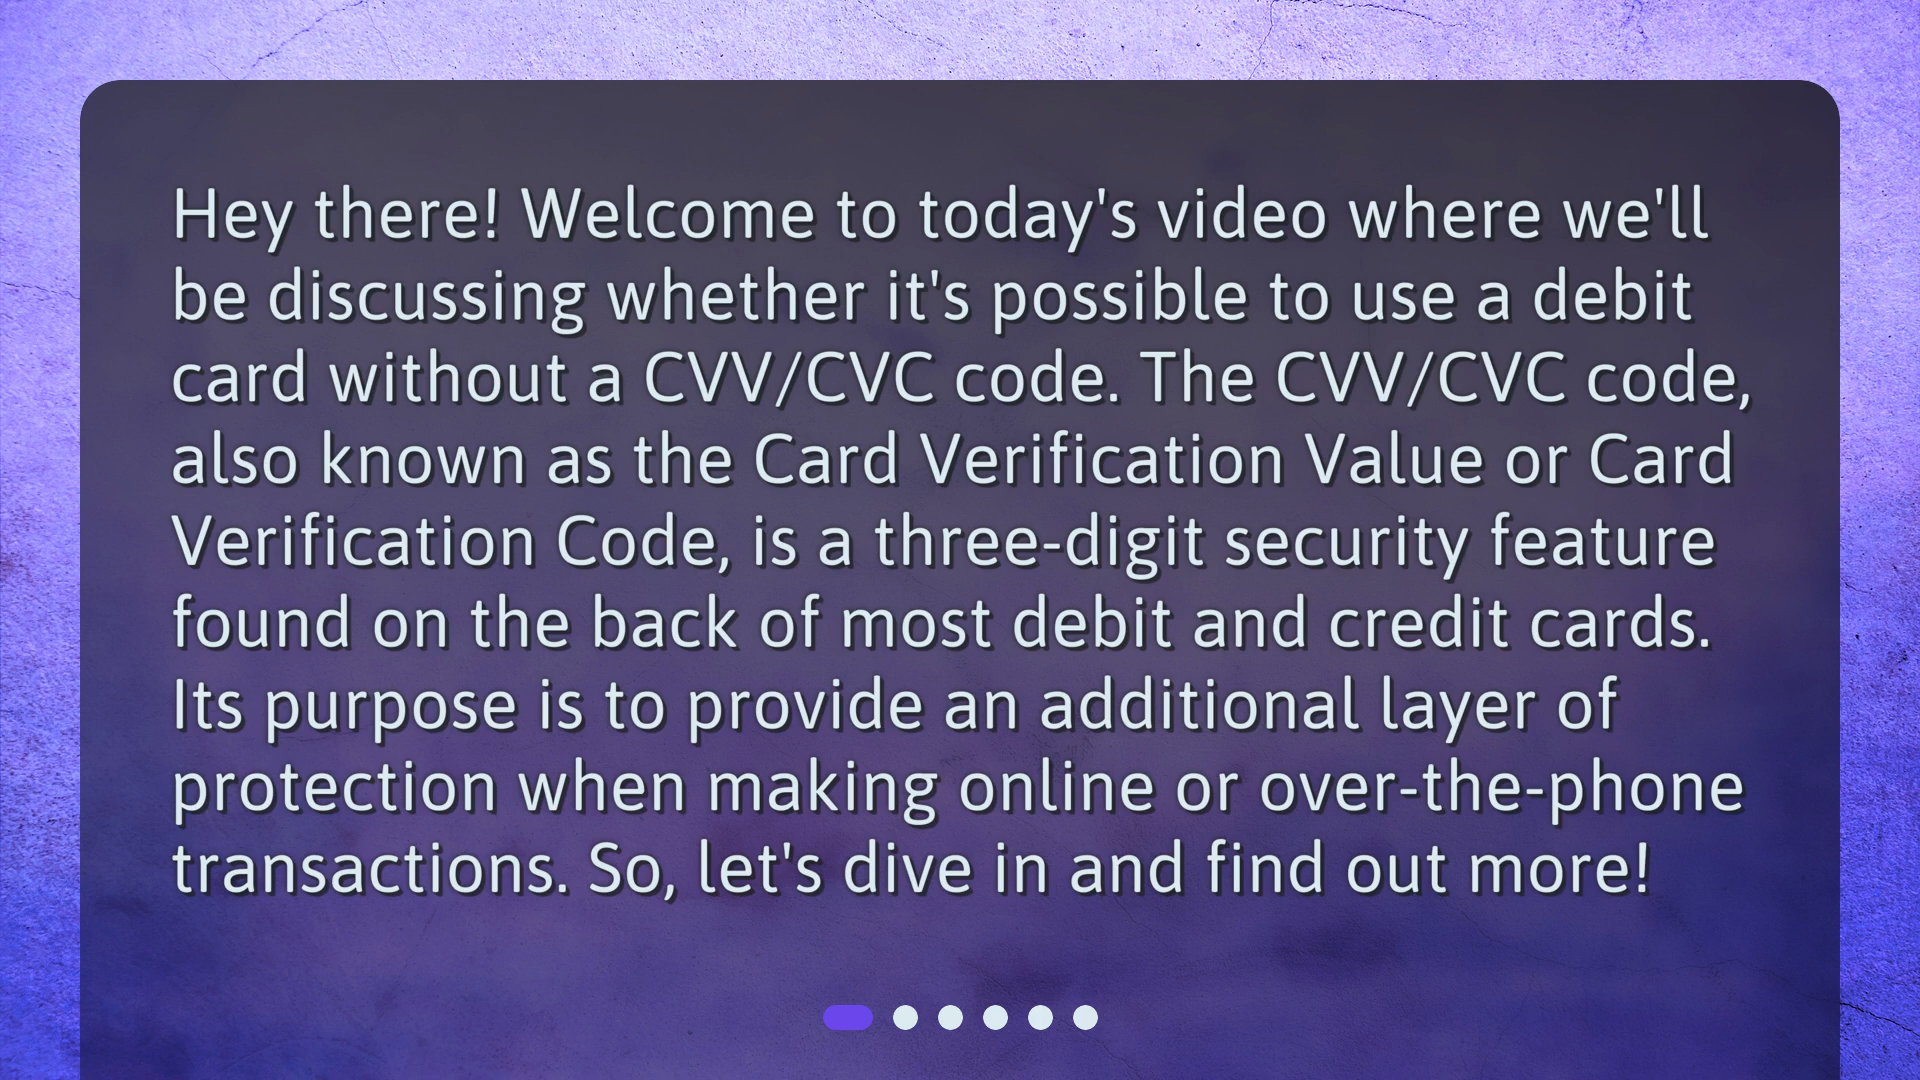 Hey there! Welcome to today's video where we'll
be discussing whether it's possible to use a debit
card without a CVV/CVC code. The CVV/CVC code,
also known as the Card Verification Value or Card
Verification Code, is a three-digit security feature
found on the back of most debit and credit cards.
Its purpose is to provide an additional layer of
protection when making online or over-the-phone
transactions. So, let's dive in and find out more!